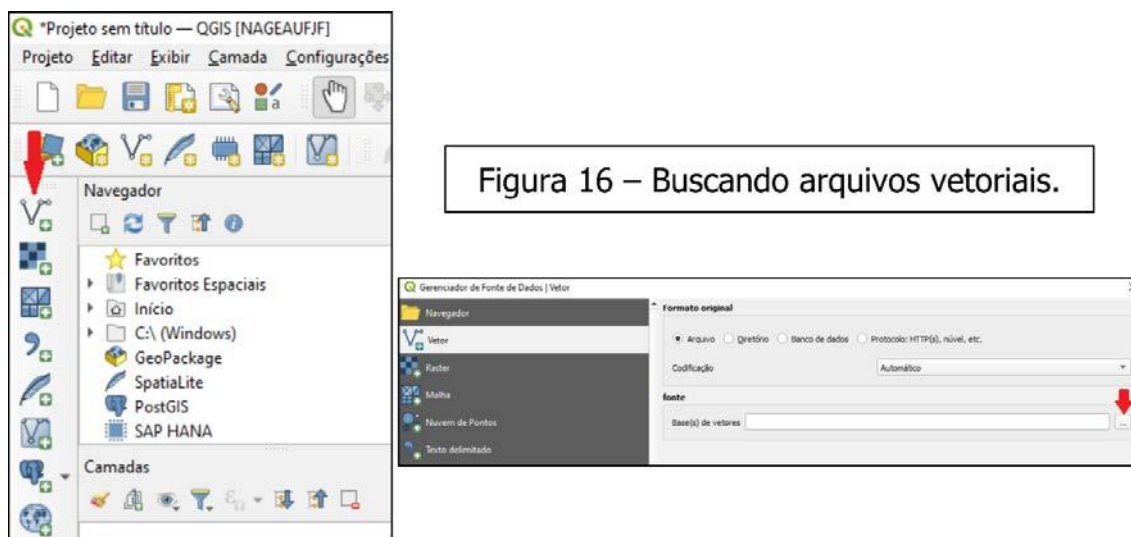 *Projeto sem título — QGIS [NAGEAUFJF]
Projeto Editar Exibir Camada Configurações
Navegador
Favoritos
Favoritos Espaciais
Início
C:\ (Windows)
GeoPackage
SpatiaLite
PostGIS
SAP HANA
Camadas
Figura 16 – Buscando arquivos vetoriais.
Gerenciador de Fonte de Dados | Vetor
Navegador
Vetor
Raster
Malha
Nuvem de Pontos
Texto delimitado
Formato original
Arquivo Diretório Banco de dados Protocolo: HTTP(s), núvel, etc.
Codificação Automático
fonte
Base(s) de vetores ...